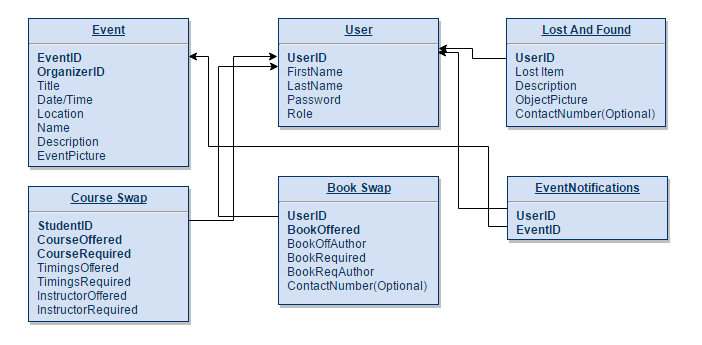 Event
EventID
OrganizerID
Title
Date/Time
Location
Name
Description
EventPicture
User
UserID
FirstName
LastName
Password
Role
Lost And Found
UserID
Lost Item
Description
ObjectPicture
ContactNumber(Optional)
Course Swap
StudentID
CourseOffered
CourseRequired
TimingsOffered
TimingsRequired
InstructorOffered
InstructorRequired
Book Swap
UserID
BookOffered
BookOffAuthor
BookRequired
BookReqAuthor
ContactNumber(Optional)
EventNotifications
UserID
EventID